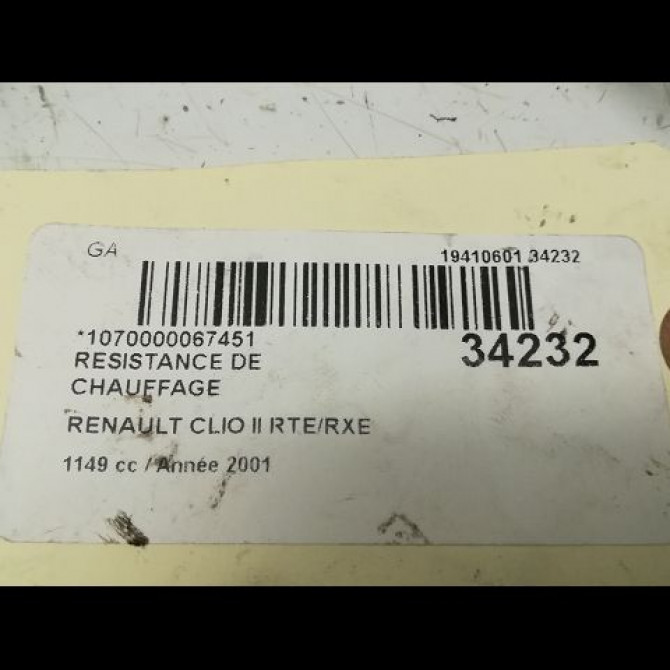 GA
19410601 34232
*1070000067451
34232
RESISTANCE DE
CHAUFFAGE
RENAULT CLIO II RTE/RXE
1149 cc / Année 2001